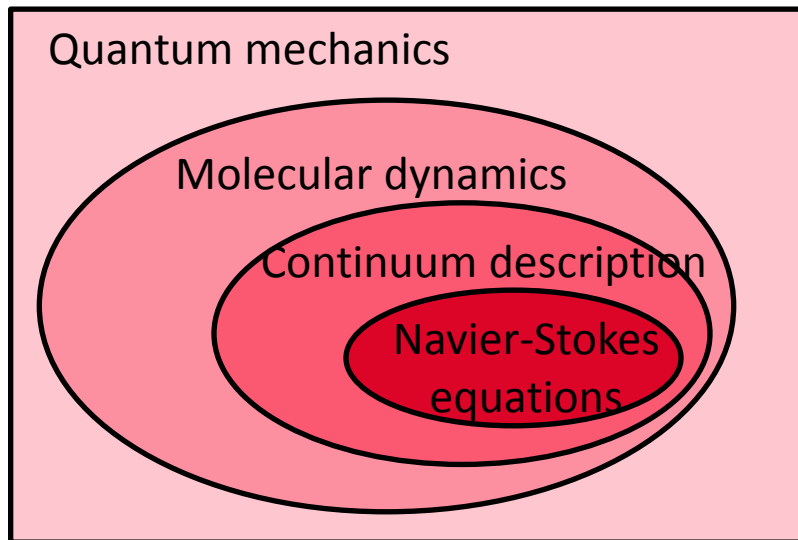 Quantum mechanics
Molecular dynamics
Continuum description
Navier-Stokes
equations